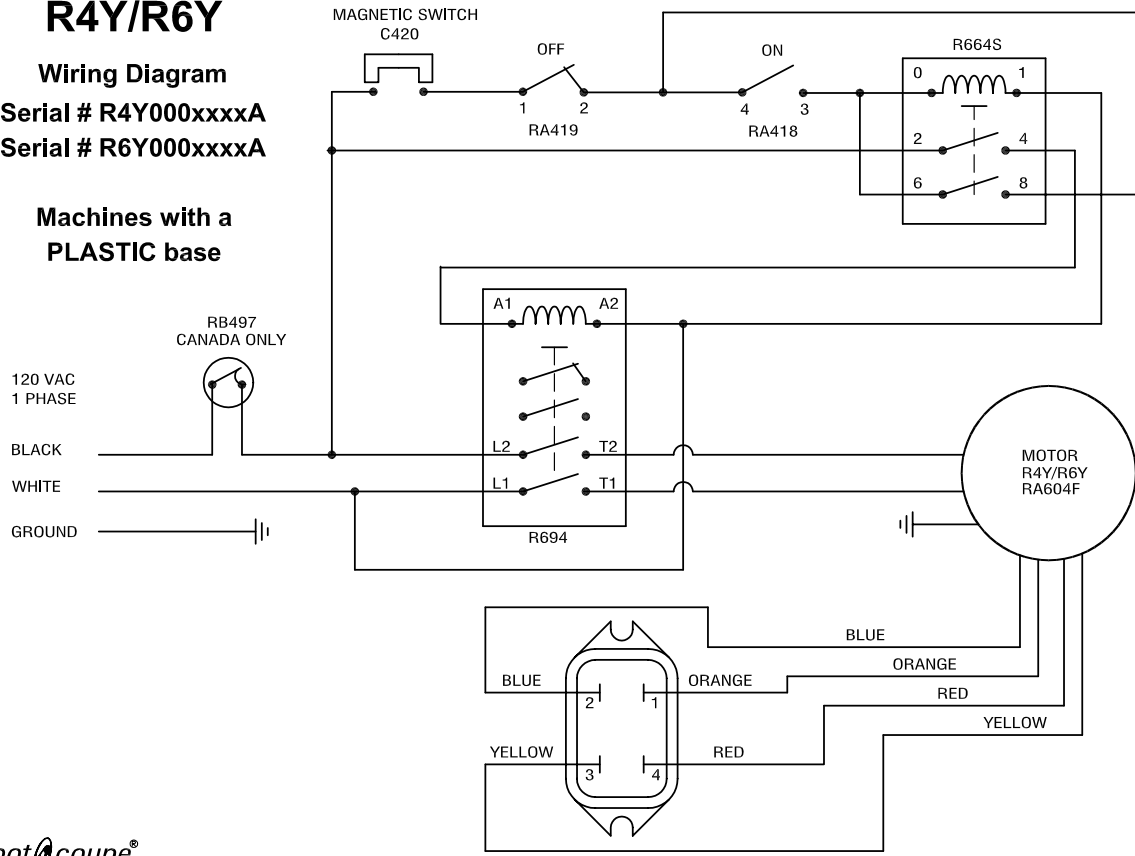 R4Y/R6Y
Wiring Diagram
Serial # R4Y000xxxxA
Serial # R6Y000xxxxA
Machines with a
PLASTIC base
MAGNETIC SWITCH
C420
OFF
1 2
RA419
ON
4 3
RA418
R664S
0 1
2 4
6 8
RB497
CANADA ONLY
120 VAC
1 PHASE
BLACK
WHITE
GROUND
A1 A2
L2 T2
L1 T1
R694
MOTOR
R4Y/R6Y
RA604F
BLUE
ORANGE
RED
YELLOW
BLUE 2 1 ORANGE
YELLOW 3 4 RED
coupe®